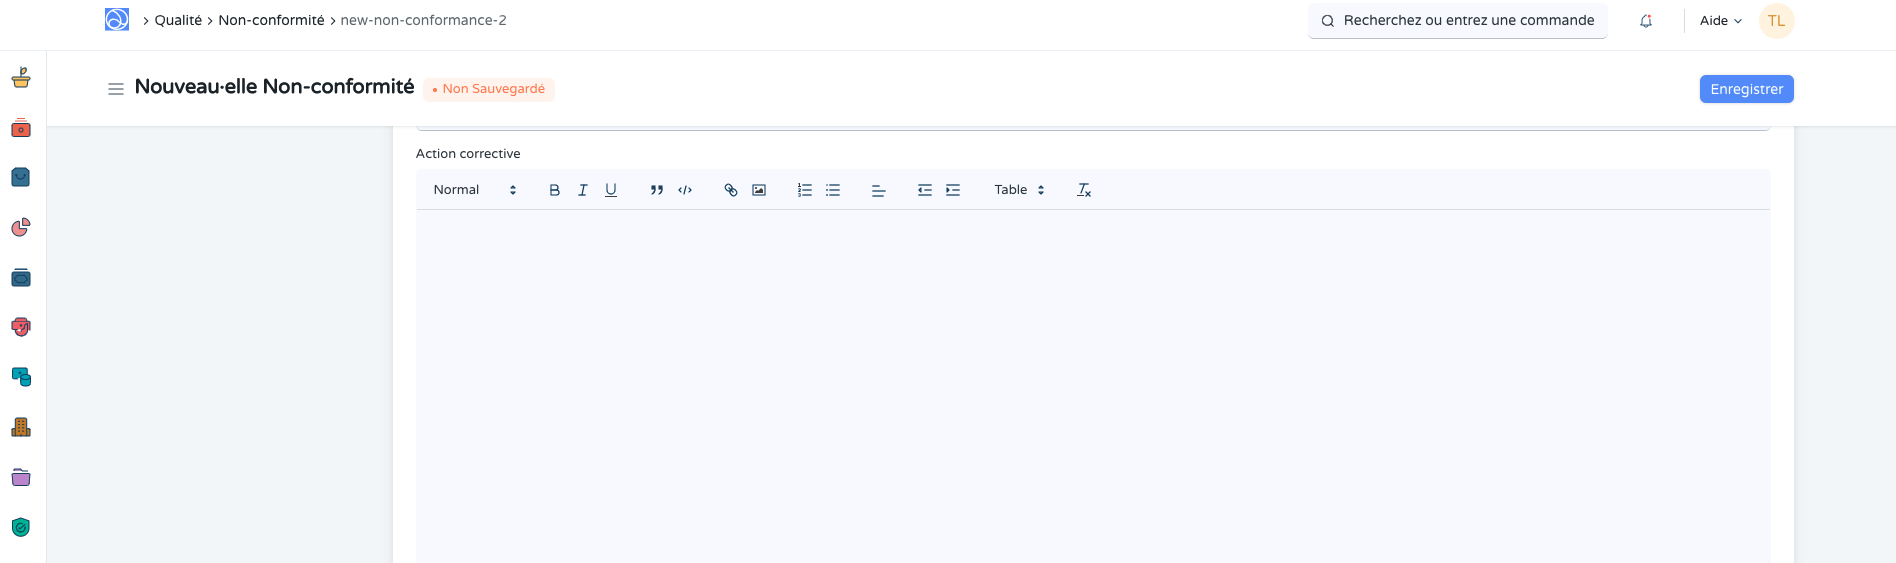 Qualité > Non-conformité > new-non-conformance-2
Recherchez ou entrez une commande
Aide
TL
Nouveau·elle Non-conformité
• Non Sauvegardé
Enregistrer
Action corrective
Normal
B I U
Table